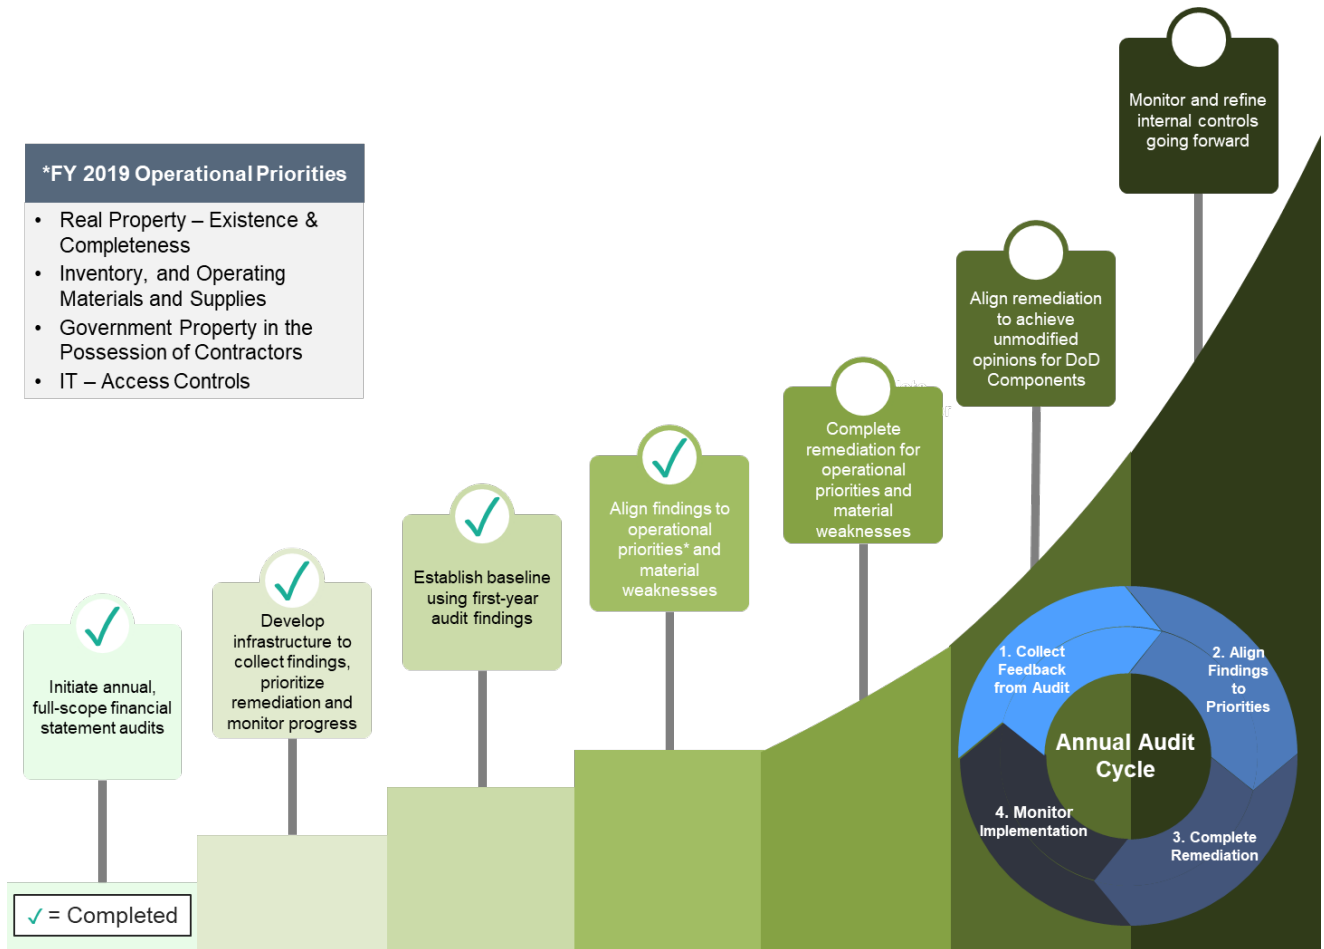 Monitor and refine
internal controls
going forward
*FY 2019 Operational Priorities
• Real Property – Existence &
Completeness
• Inventory, and Operating
Materials and Supplies
• Government Property in the
Possession of Contractors
• IT – Access Controls
Align remediation
to achieve
unmodified
opinions for DoD
Components
Complete
remediation for
operational
priorities and
material
weaknesses
Align findings to
operational
priorities* and
material
weaknesses
Establish baseline
using first-year
audit findings
Develop
infrastructure to
collect findings,
prioritize
remediation and
monitor progress
Initiate annual,
full-scope financial
statement audits
1. Collect
Feedback
from Audit
2. Align
Findings
to
Priorities
Annual Audit
Cycle
4. Monitor
Implementation
3. Complete
Remediation
✓ = Completed